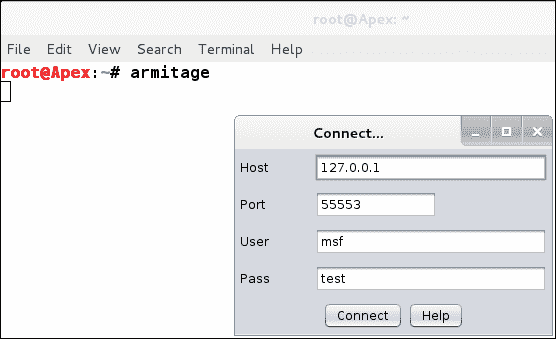 root@Apex: ~
File Edit View Search Terminal Help
root@Apex:~# armitage
Connect...
Host 127.0.0.1
Port 55553
User msf
Pass test
Connect Help